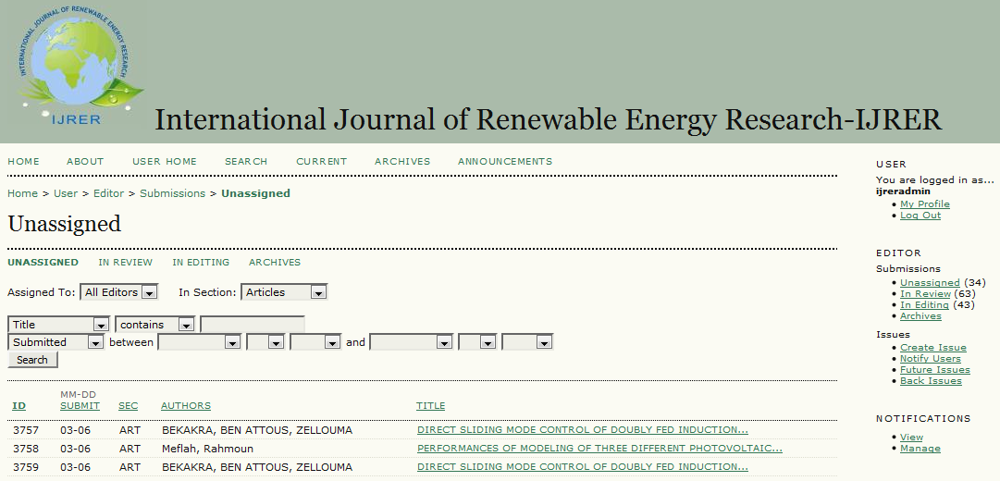 INTERNATIONAL JOURNAL OF RENEWABLE ENERGY RESEARCH
IJRER
International Journal of Renewable Energy Research-IJRER
HOME ABOUT USER HOME SEARCH CURRENT ARCHIVES ANNOUNCEMENTS
Home > User > Editor > Submissions > Unassigned
Unassigned
UNASSIGNED IN REVIEW IN EDITING ARCHIVES
Assigned To: All Editors In Section: Articles
Title contains
Submitted between and
Search
MM-DD
ID SUBMIT SEC AUTHORS TITLE
3757 03-06 ART BEKAKRA, BEN ATTOUS, ZELLOUMA DIRECT SLIDING MODE CONTROL OF DOUBLY FED INDUCTION...
3758 03-06 ART Meflah, Rahmoun PERFORMANCES OF MODELING OF THREE DIFFERENT PHOTOVOLTAIC...
3759 03-06 ART BEKAKRA, BEN ATTOUS, ZELLOUMA DIRECT SLIDING MODE CONTROL OF DOUBLY FED INDUCTION...
USER
You are logged in as...
ijreradmin
My Profile
Log Out
EDITOR
Submissions
Unassigned (34)
In Review (63)
In Editing (43)
Archives
Issues
Create Issue
Notify Users
Future Issues
Back Issues
NOTIFICATIONS
View
Manage